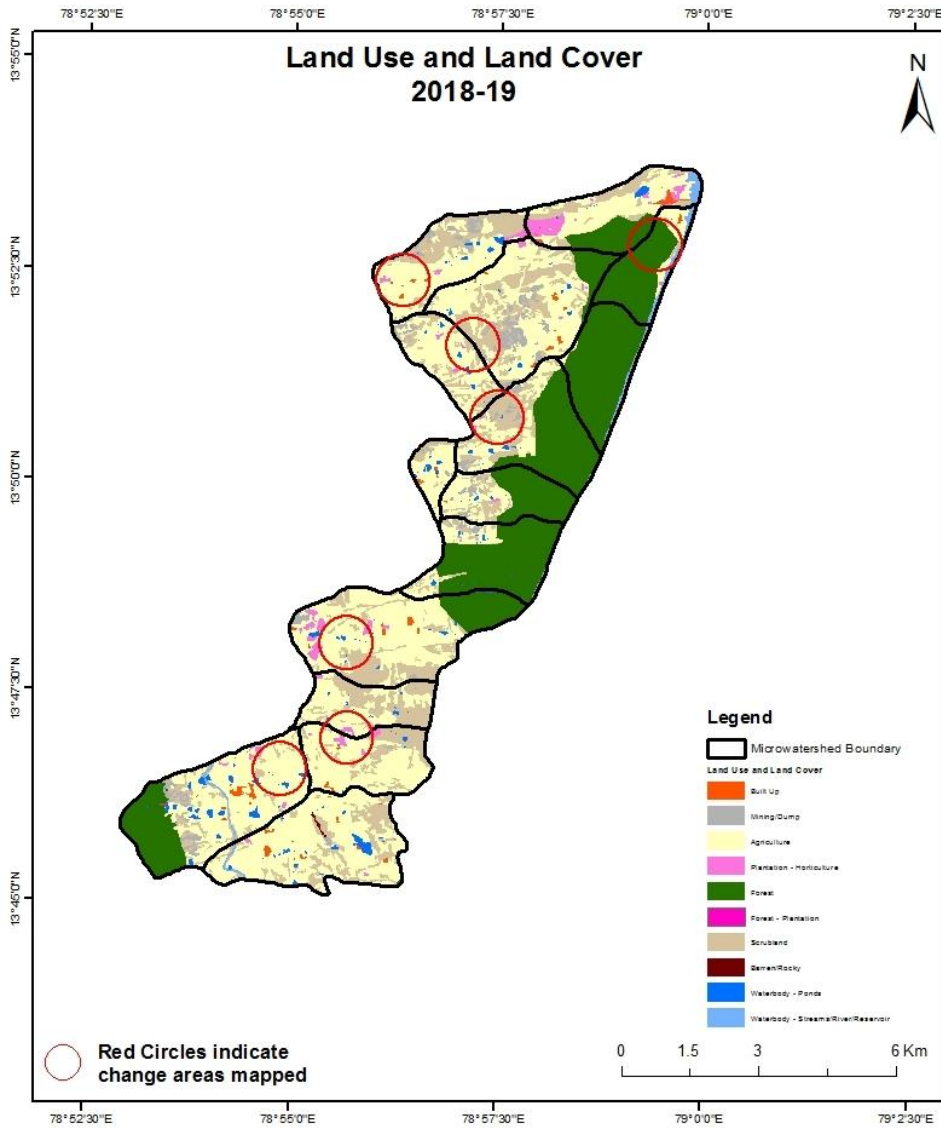 78°52'30"E 78°55'0"E 78°57'30"E 79°0'0"E 79°2'30"E
Land Use and Land Cover
2018-19
N
13°55'0"N
13°52'30"N
13°50'0"N
13°47'30"N
13°45'0"N
Legend
Microwatershed Boundary
Land Use and Land Cover
Built Up
Mining/Dump
Agriculture
Plantation - Horticulture
Forest
Forest - Plantation
Scrubland
Barren/Rocky
Waterbody - Ponds
Waterbody - Streams/River/Reservoir
Red Circles indicate
change areas mapped
0 1.5 3 6 Km
78°52'30"E 78°55'0"E 78°57'30"E 79°0'0"E 79°2'30"E